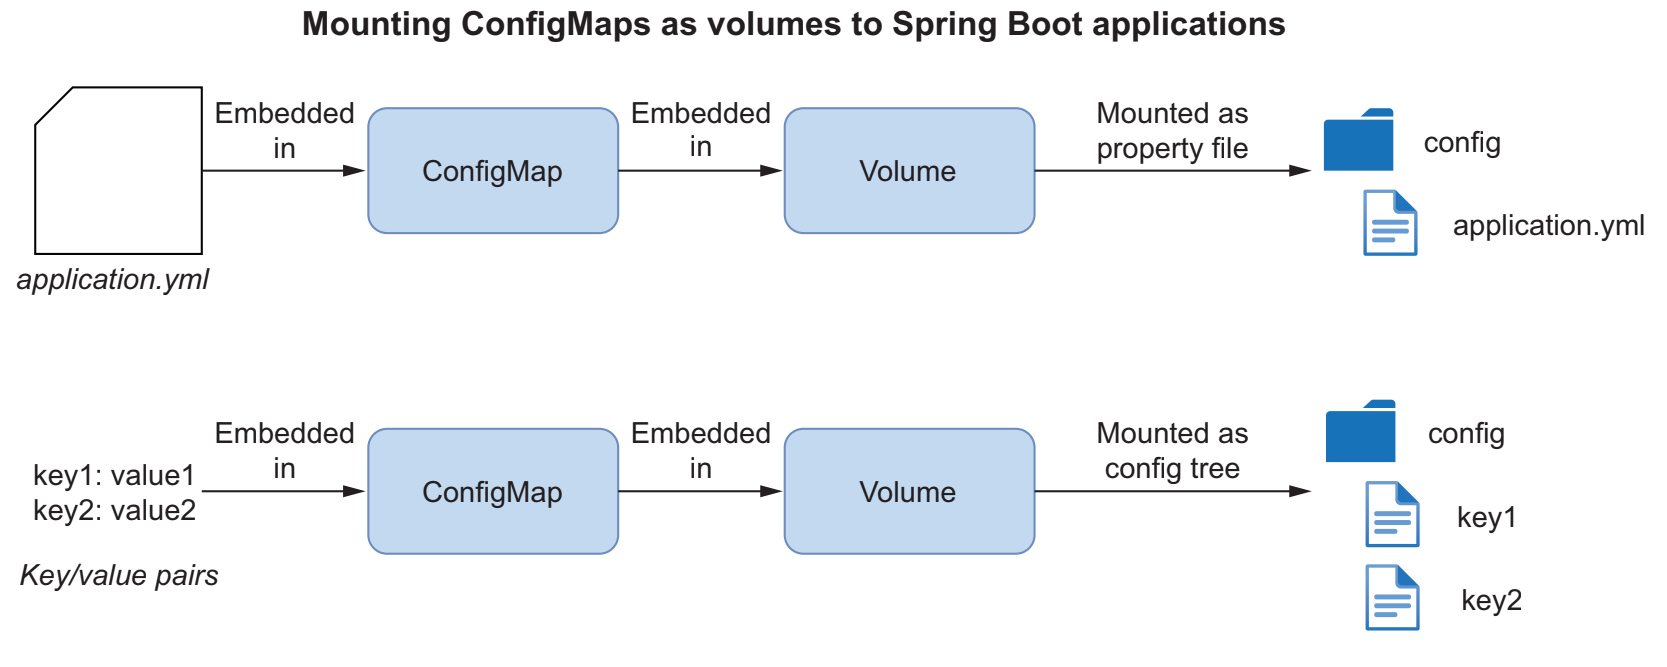 Mounting ConfigMaps as volumes to Spring Boot applications
Embedded
in
ConfigMap
Embedded
in
Volume
Mounted as
property file
config
application.yml
application.yml
key1: value1
key2: value2
Key/value pairs
Embedded
in
ConfigMap
Embedded
in
Volume
Mounted as
config tree
config
key1
key2